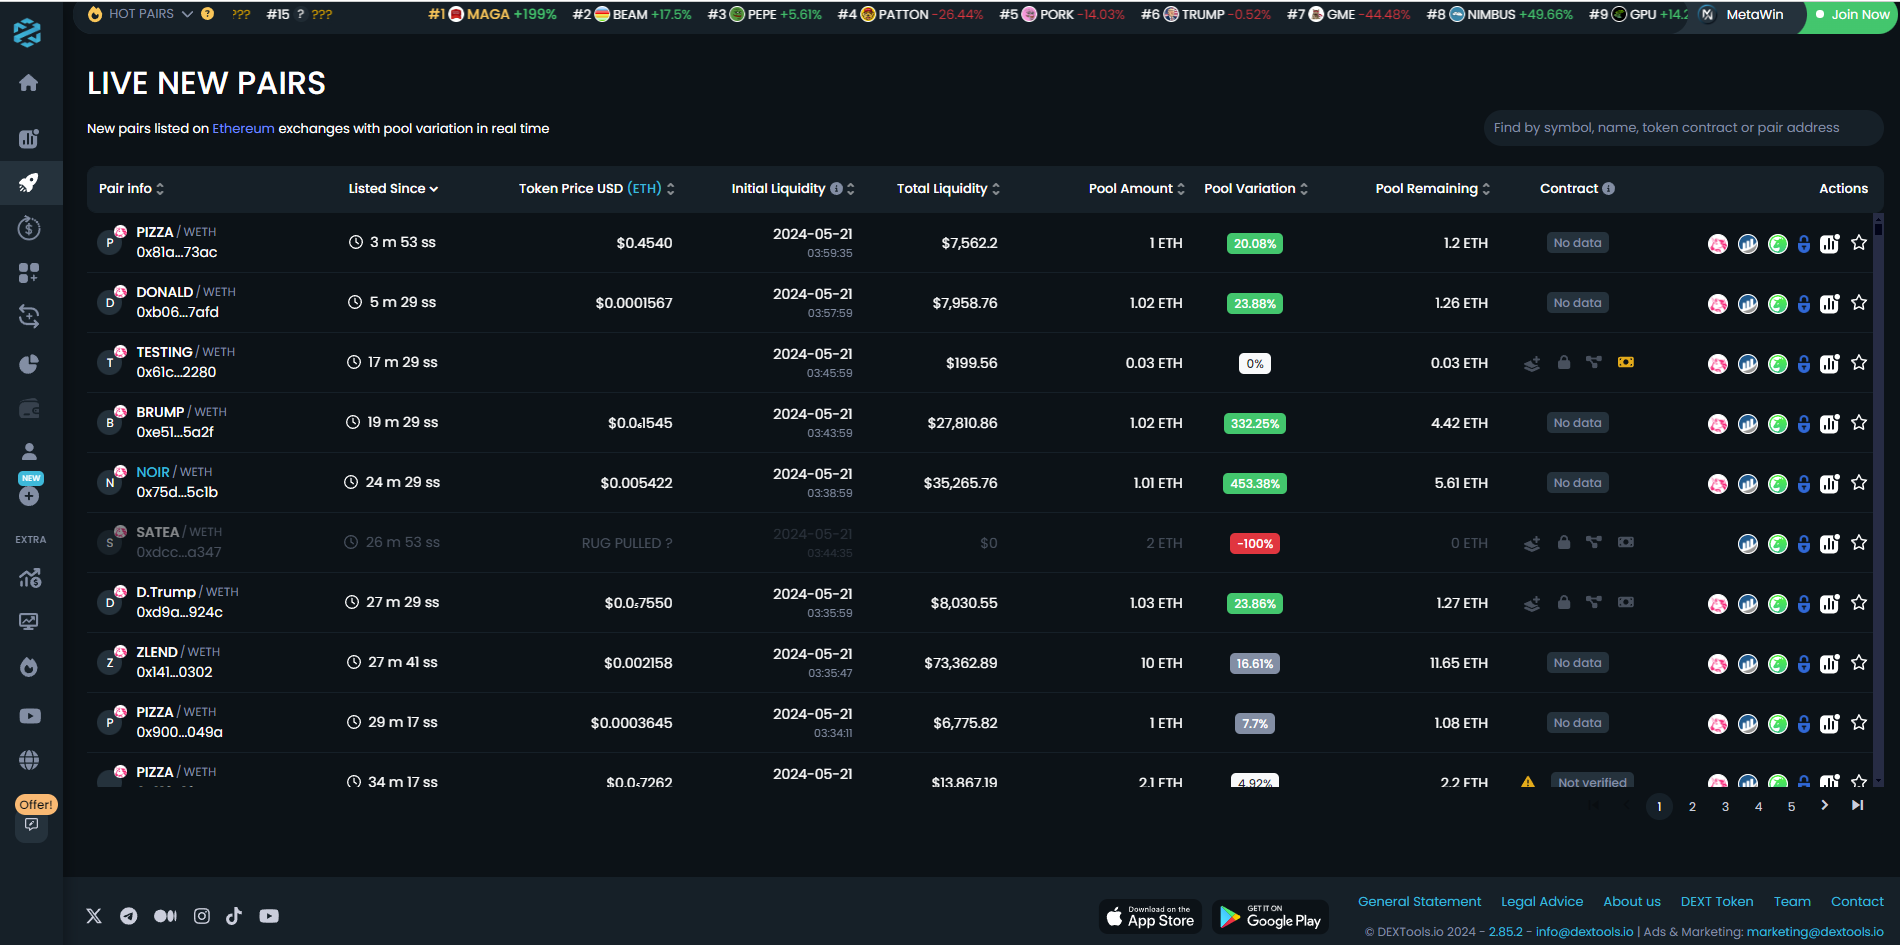 HOT PAIRS ? ??? #15 ? ??? #1 MAGA +199% #2 BEAM +17.5% #3 PEPE +5.61% #4 PATTON -26.44% #5 PORK -14.03% #6 TRUMP -0.52% #7 GME -44.48% #8 NIMBUS +49.66% #9 GPU +14.2 MetaWin Join Now
LIVE NEW PAIRS
New pairs listed on Ethereum exchanges with pool variation in real time
Find by symbol, name, token contract or pair address
Pair info Listed Since Token Price USD (ETH) Initial Liquidity Total Liquidity Pool Amount Pool Variation Pool Remaining Contract Actions
P PIZZA / WETH 3 m 53 ss $0.4540 2024-05-21 $7,562.2 1 ETH 20.08% 1.2 ETH No data
0x81a...73ac 03:59:35
D DONALD / WETH 5 m 29 ss $0.0001567 2024-05-21 $7,958.76 1.02 ETH 23.88% 1.26 ETH No data
0xb06...7afd 03:57:59
T TESTING / WETH 17 m 29 ss 2024-05-21 $199.56 0.03 ETH 0% 0.03 ETH
0x61c...2280 03:45:59
B BRUMP / WETH 19 m 29 ss $0.0₆1545 2024-05-21 $27,810.86 1.02 ETH 332.25% 4.42 ETH No data
0xe51...5a2f 03:43:59
N NOIR / WETH 24 m 29 ss $0.005422 2024-05-21 $35,265.76 1.01 ETH 453.38% 5.61 ETH No data
0x75d...5c1b 03:38:59
S SATEA / WETH 26 m 53 ss RUG PULLED ? 2024-05-21 $0 2 ETH -100% 0 ETH
0xdcc...a347 03:44:35
D D.Trump / WETH 27 m 29 ss $0.0₅7550 2024-05-21 $8,030.55 1.03 ETH 23.86% 1.27 ETH
0xd9a...924c 03:35:59
Z ZLEND / WETH 27 m 41 ss $0.002158 2024-05-21 $73,362.89 10 ETH 16.61% 11.65 ETH No data
0x141...0302 03:35:47
P PIZZA / WETH 29 m 17 ss $0.0003645 2024-05-21 $6,775.82 1 ETH 7.7% 1.08 ETH No data
0x900...049a 03:34:11
PIZZA / WETH 34 m 17 ss $0.0₇7262 2024-05-21 $13,867.19 2.1 ETH 4.92% 2.2 ETH Not verified
1 2 3 4 5
NEW
EXTRA
Offer!
Download on the App Store
GET IT ON Google Play
General Statement Legal Advice About us DEXT Token Team Contact
© DEXTools.io 2024 - 2.85.2 - info@dextools.io | Ads & Marketing: marketing@dextools.io